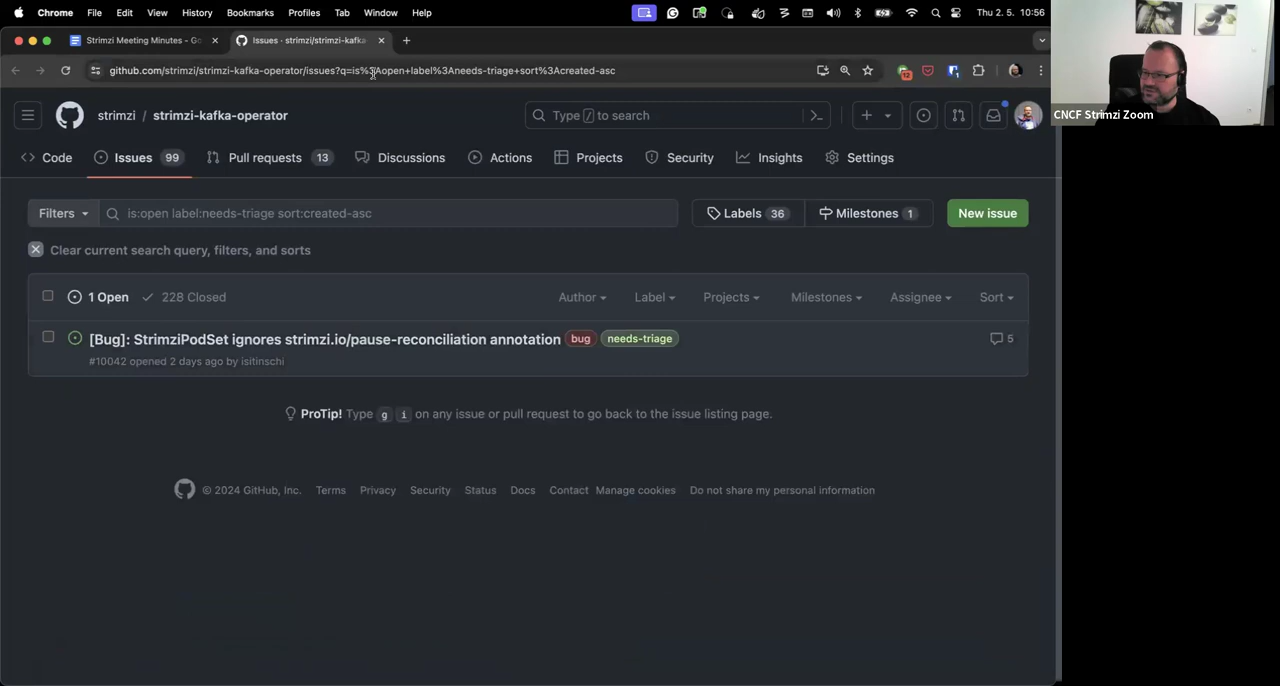 Chrome File Edit View History Bookmarks Profiles Tab Window Help Thu 2. 5. 10:56
Strimzi Meeting Minutes - Go
Issues · strimzi/strimzi-kafka-
github.com/strimzi/strimzi-kafka-operator/issues?q=is%3Aopen+label%3Aneeds-triage+sort%3Acreated-asc
12
CNCF Strimzi Zoom
strimzi / strimzi-kafka-operator
Type / to search
Code Issues 99 Pull requests 13 Discussions Actions Projects Security Insights Settings
Filters is:open label:needs-triage sort:created-asc Labels 36 Milestones 1 New issue
Clear current search query, filters, and sorts
1 Open 228 Closed Author Label Projects Milestones Assignee Sort
[Bug]: StrimziPodSet ignores strimzi.io/pause-reconciliation annotation bug needs-triage 5
#10042 opened 2 days ago by isitinschi
ProTip! Type g i on any issue or pull request to go back to the issue listing page.
© 2024 GitHub, Inc. Terms Privacy Security Status Docs Contact Manage cookies Do not share my personal information